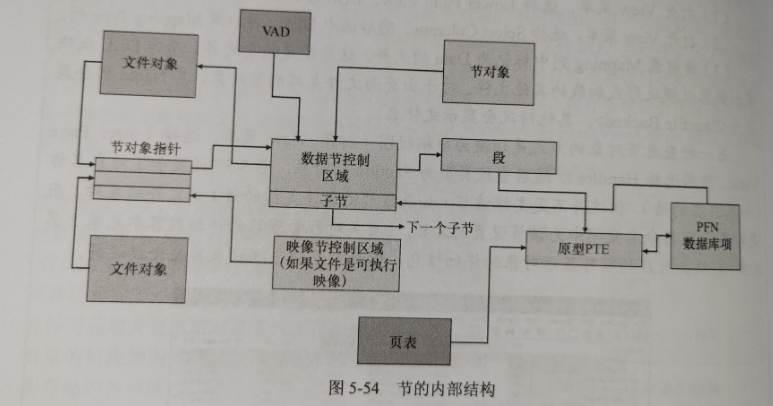 VAD
文件对象
节对象
节对象指针
数据节控制
区域
段
子节
下一个子节
映像节控制区域
(如果文件是可执行
映像)
原型PTE
PFN
数据库项
文件对象
页表
图 5-54 节的内部结构